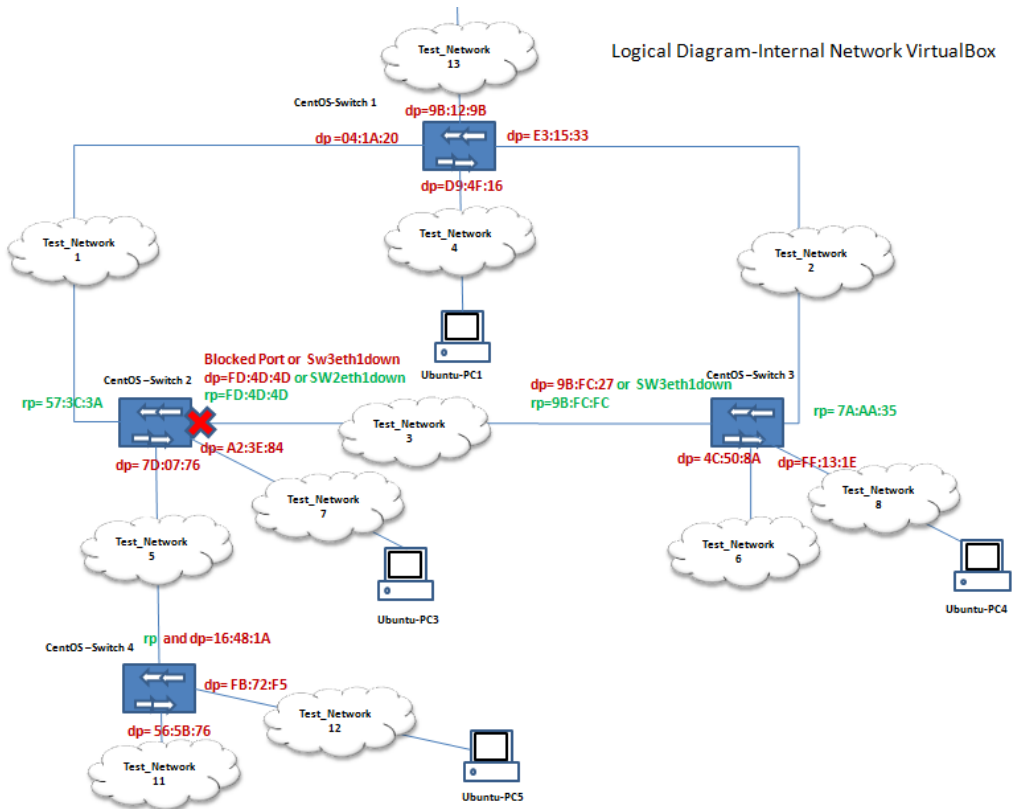 Test_Network
13
Logical Diagram-Internal Network VirtualBox
CentOS-Switch 1
dp=9B:12:9B
dp =04:1A:20
dp= E3:15:33
dp=D9:4F:16
Test_Network
1
Test_Network
4
Test_Network
2
Ubuntu-PC1
CentOS –Switch 2
Blocked Port or Sw3eth1down
dp=FD:4D:4D or SW2eth1down
rp=FD:4D:4D
rp= 57:3C:3A
CentOS –Switch 3
dp= 9B:FC:27 or SW3eth1down
rp=9B:FC:FC
rp= 7A:AA:35
Test_Network
3
dp= A2:3E:84
dp= 7D:07:76
dp= 4C:50:8A
dp=FF:13:1E
Test_Network
7
Test_Network
8
Test_Network
5
Test_Network
6
Ubuntu-PC3
Ubuntu-PC4
rp and dp=16:48:1A
CentOS –Switch 4
dp= FB:72:F5
dp= 56:5B:76
Test_Network
12
Test_Network
11
Ubuntu-PC5